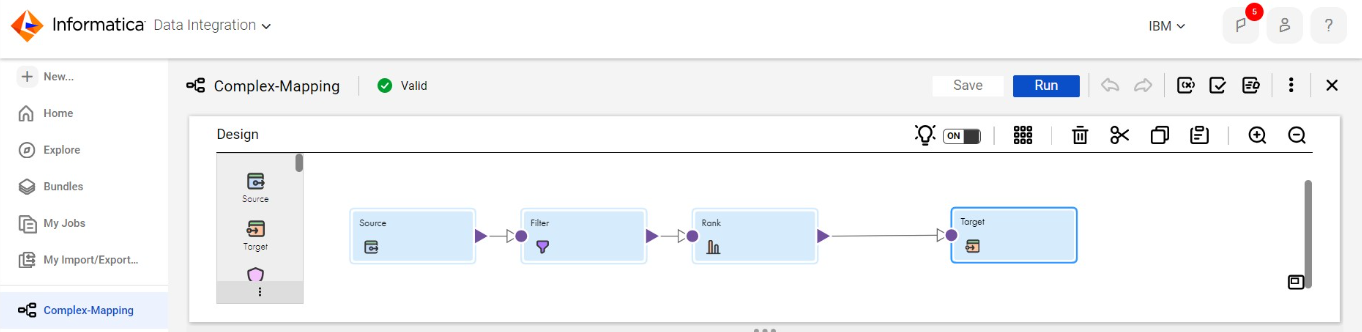 Informatica Data Integration
IBM
5
?
New...
Home
Explore
Bundles
My Jobs
My Import/Export...
Complex-Mapping
Complex-Mapping Valid
Save Run
Design
ON
Source
Target
Source
Filter
Rank
Target